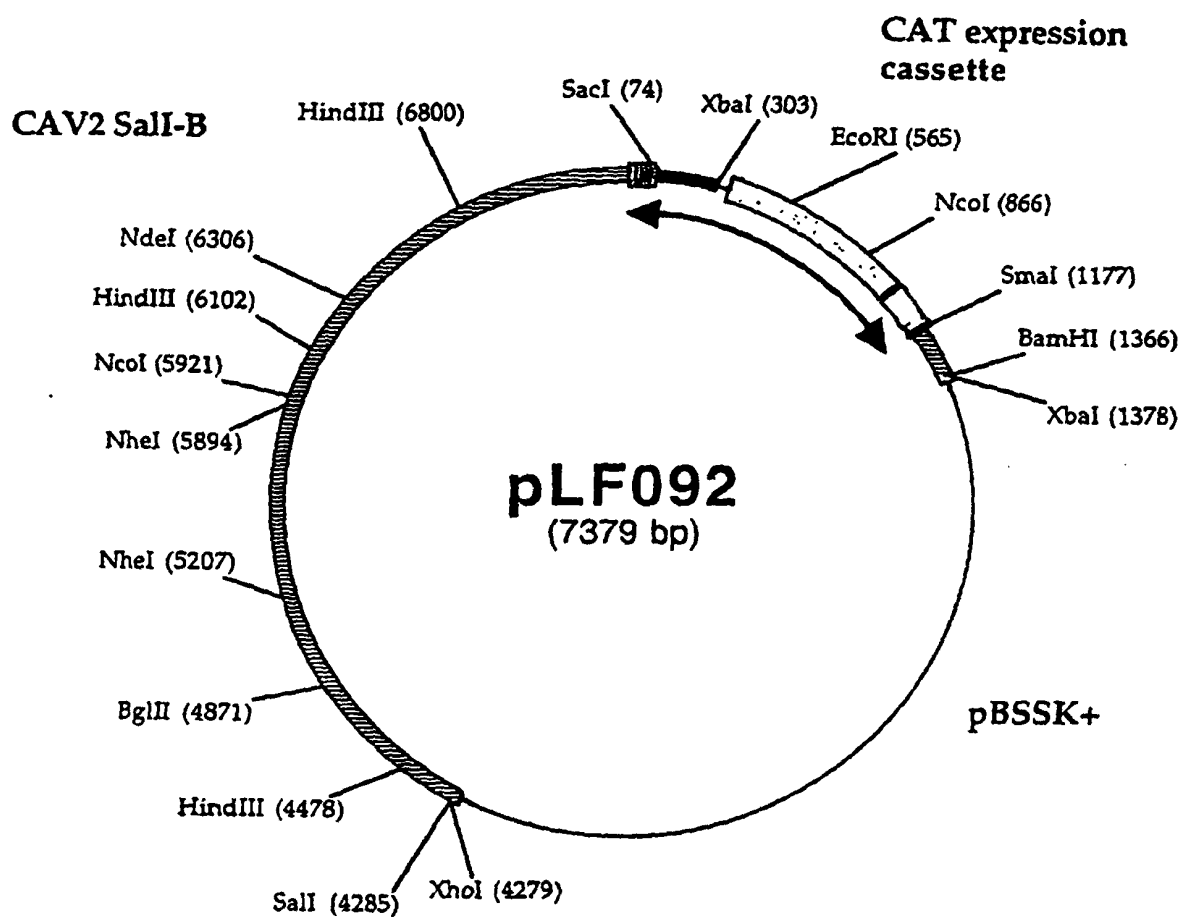 CAT expression
cassette
SacI (74)
XbaI (303)
HindIII (6800)
CAV2 SalI-B
EcoRI (565)
NcoI (866)
NdeI (6306)
SmaI (1177)
HindIII (6102)
BamHI (1366)
NcoI (5921)
XbaI (1378)
NheI (5894)
pLF092
(7379 bp)
NheI (5207)
BglII (4871)
pBSSK+
HindIII (4478)
SalI (4285)
XhoI (4279)